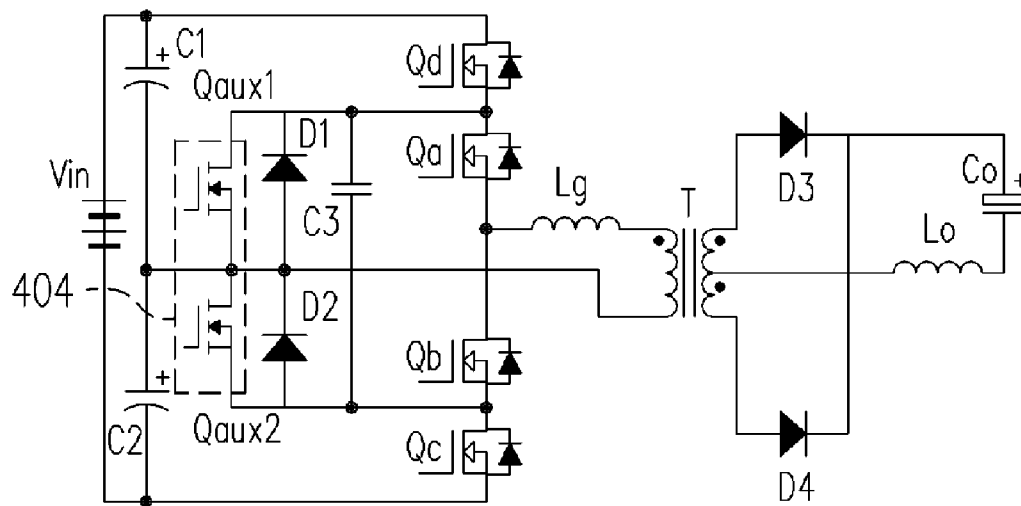 C1
Qd
Qaux1
D1
Qa
Vin
C3
Lg
T
D3
Co
Lo
404
D2
Qb
C2
Qaux2
Qc
D4
+
+
+